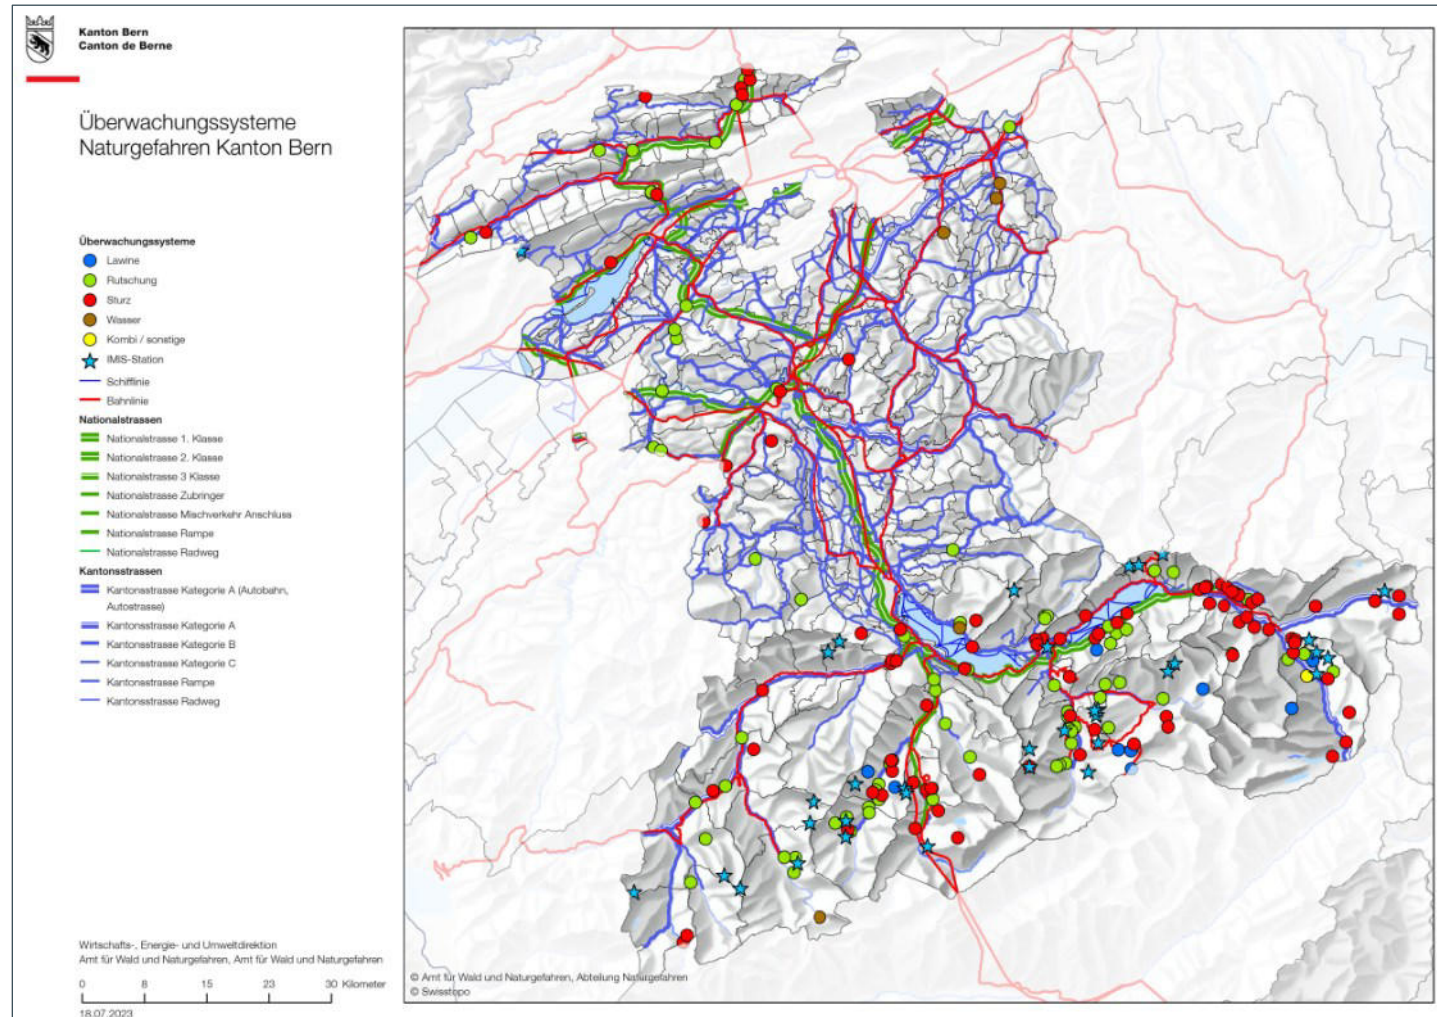 Kanton Bern
Canton de Berne
Überwachungssysteme
Naturgefahren Kanton Bern
Überwachungssysteme
Lawine
Rutschung
Sturz
Wasser
Kombi / sonstige
IMIS-Station
Schifflinie
Bahnlinie
Nationalstrassen
Nationalstrasse 1. Klasse
Nationalstrasse 2. Klasse
Nationalstrasse 3 Klasse
Nationalstrasse Zubringer
Nationalstrasse Mischverkehr Anschluss
Nationalstrasse Rampe
Nationalstrasse Radweg
Kantonsstrassen
Kantonsstrasse Kategorie A (Autobahn,
Autostrasse)
Kantonsstrasse Kategorie A
Kantonsstrasse Kategorie B
Kantonsstrasse Kategorie C
Kantonsstrasse Rampe
Kantonsstrasse Radweg
Wirtschafts-, Energie- und Umweltdirektion
Amt für Wald und Naturgefahren, Amt für Wald und Naturgefahren
0 8 15 23 30 Kilometer
18.07.2023
© Amt für Wald und Naturgefahren, Abteilung Naturgefahren
© Swisstopo